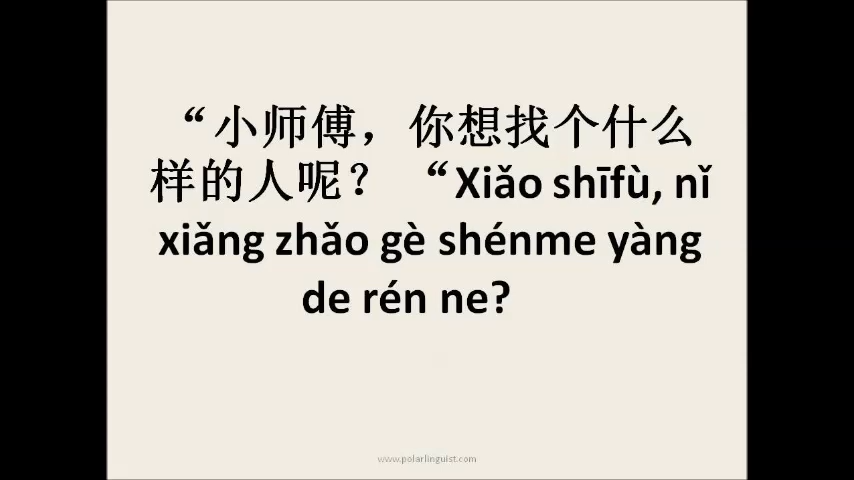 “小师傅，你想找个什么
样的人呢？ “Xiǎo shīfù, nǐ
xiǎng zhǎo gè shénme yàng
de rén ne?
www.polarlinguist.com